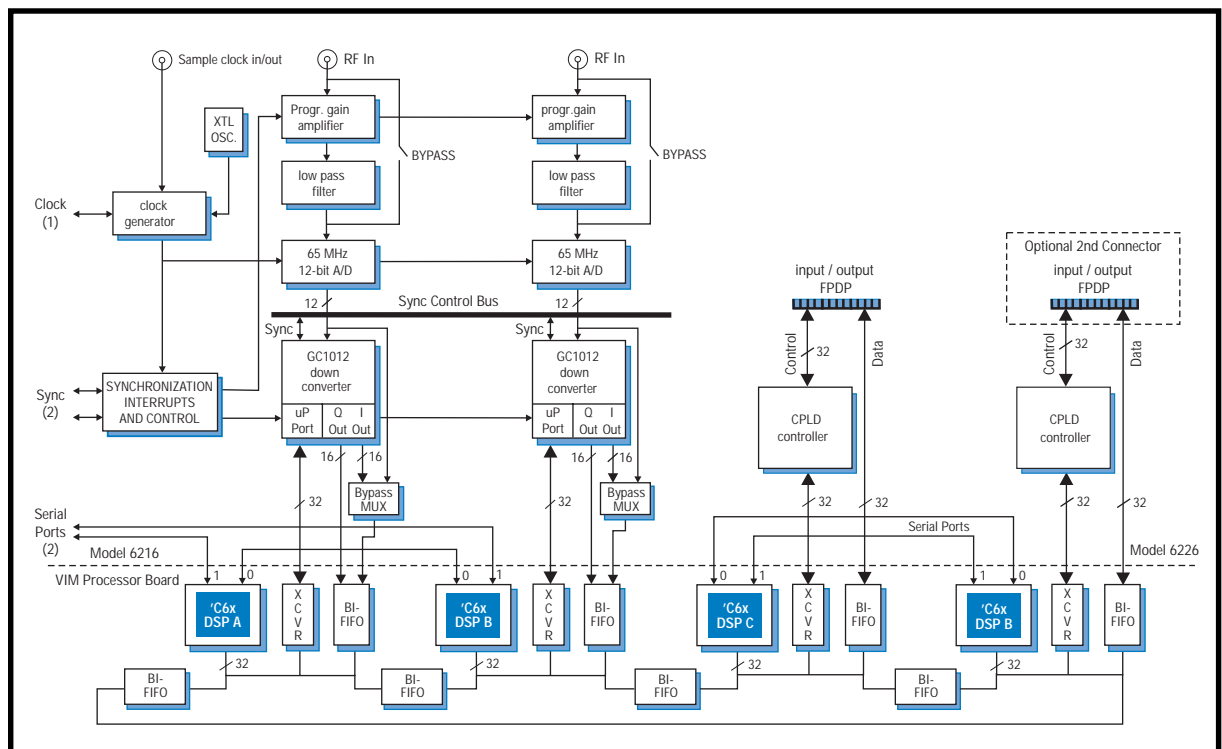 Sample clock in/out
RF In
RF In
XTL
OSC.
Progr. gain
amplifier
progr.gain
amplifier
BYPASS
BYPASS
low pass
filter
low pass
filter
Clock
(1)
clock
generator
65 MHz
12-bit A/D
65 MHz
12-bit A/D
Optional 2nd Connector
input / output
FPDP
input / output
FPDP
12
Sync Control Bus
12
Sync
Sync
GC1012
down
converter
uP
Port
Q
Out
I
Out
GC1012
down
converter
uP
Port
Q
Out
I
Out
Control
32
Data
Control
32
Data
Sync
(2)
SYNCHRONIZATION
INTERRUPTS
AND CONTROL
CPLD
controller
CPLD
controller
16
16
16
16
Bypass
MUX
Bypass
MUX
32
32
32
32
32
32
Serial
Ports
(2)
Serial Ports
Model 6216
Model 6226
VIM Processor Board
1
0
0
1
0
1
1
0
'C6x
DSP A
X
C
V
R
BI-
FIFO
'C6x
DSP B
X
C
V
R
BI-
FIFO
'C6x
DSP C
X
C
V
R
BI-
FIFO
'C6x
DSP B
X
C
V
R
BI-
FIFO
32
32
32
32
BI-
FIFO
BI-
FIFO
BI-
FIFO
BI-
FIFO